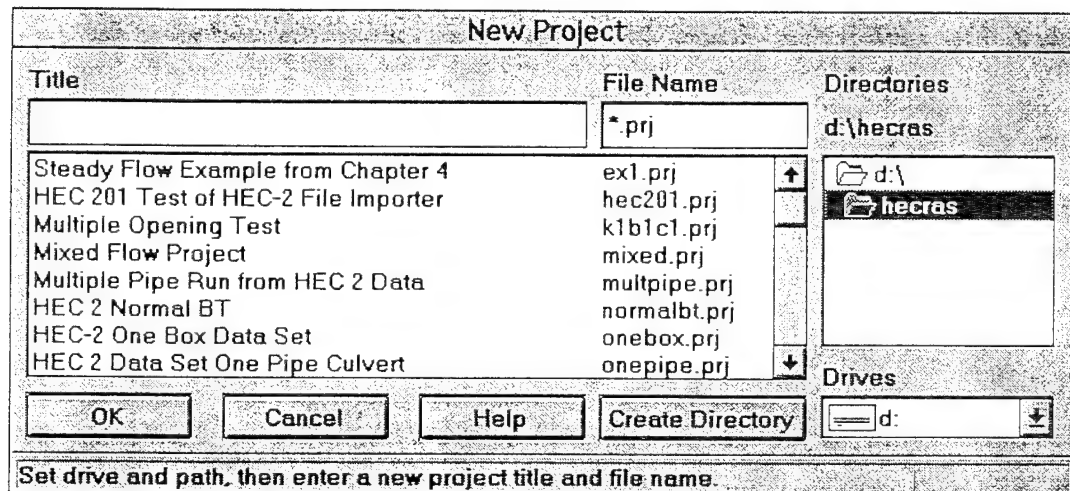 New Project
Title File Name Directories
*.prj d:\hecras
Steady Flow Example from Chapter 4 ex1.prj d:\
HEC 201 Test of HEC-2 File Importer hec201.prj hecras
Multiple Opening Test k1b1c1.prj
Mixed Flow Project mixed.prj
Multiple Pipe Run from HEC 2 Data multpipe.prj
HEC 2 Normal BT normalbt.prj
HEC-2 One Box Data Set onebox.prj
HEC 2 Data Set One Pipe Culvert onepipe.prj
Drives
OK Cancel Help Create Directory d:
Set drive and path, then enter a new project title and file name.